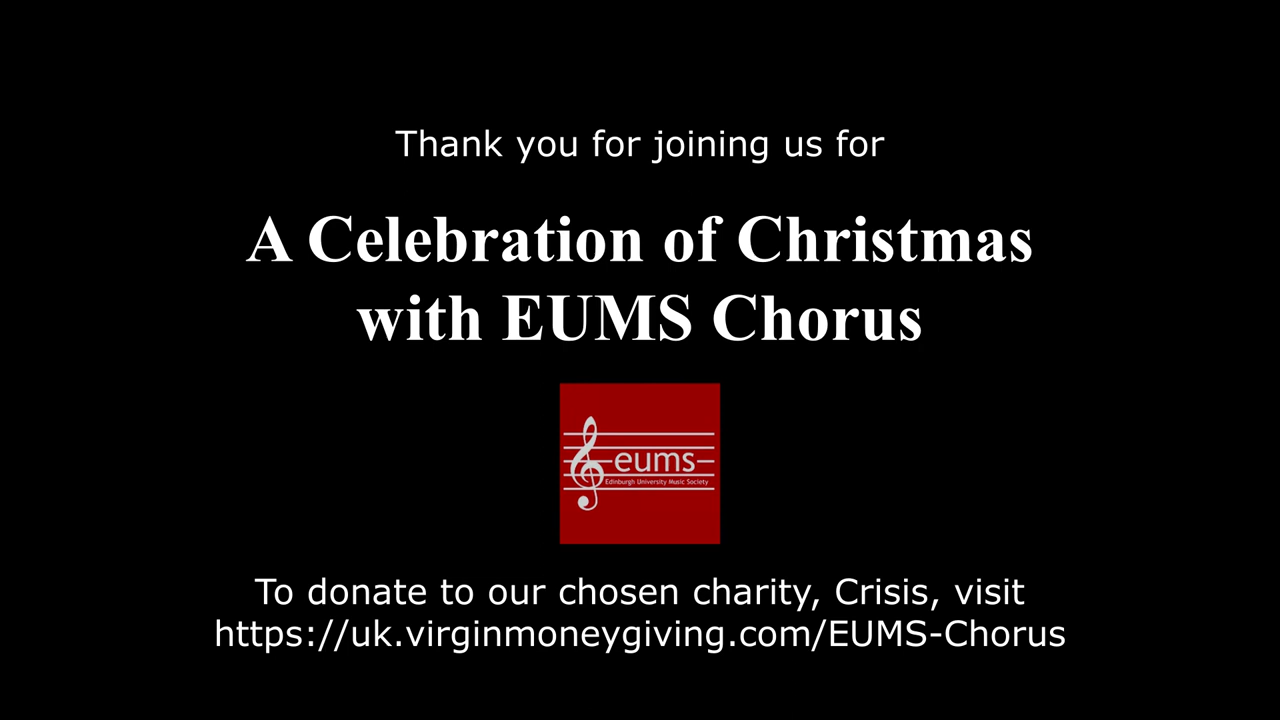 Thank you for joining us for
A Celebration of Christmas
with EUMS Chorus
eums
Edinburgh University Music Society
To donate to our chosen charity, Crisis, visit
https://uk.virginmoneygiving.com/EUMS-Chorus